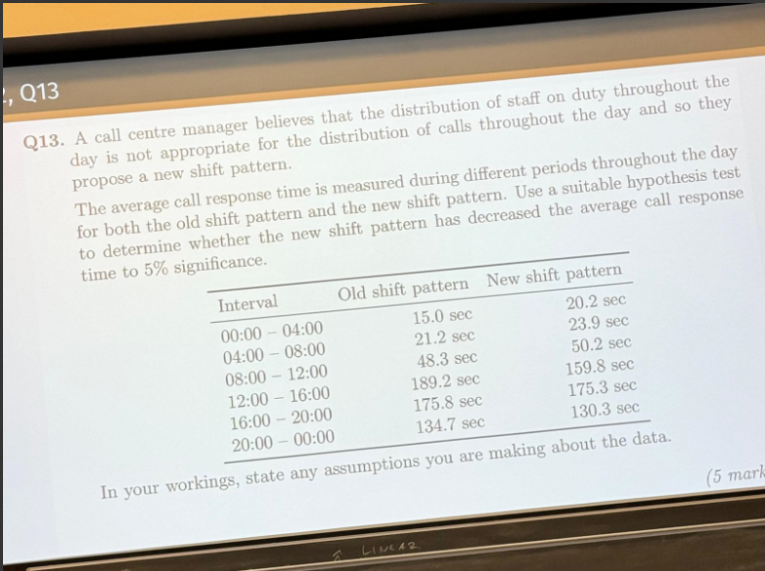 , Q13
Q13. A call centre manager believes that the distribution of staff on duty throughout the
day is not appropriate for the distribution of calls throughout the day and so they
propose a new shift pattern.
The average call response time is measured during different periods throughout the day
for both the old shift pattern and the new shift pattern. Use a suitable hypothesis test
to determine whether the new shift pattern has decreased the average call response
time to 5% significance.
Interval Old shift pattern New shift pattern
00:00 – 04:00 15.0 sec 20.2 sec
04:00 – 08:00 21.2 sec 23.9 sec
08:00 – 12:00 48.3 sec 50.2 sec
12:00 – 16:00 189.2 sec 159.8 sec
16:00 – 20:00 175.8 sec 175.3 sec
20:00 – 00:00 134.7 sec 130.3 sec
In your workings, state any assumptions you are making about the data.
(5 mark